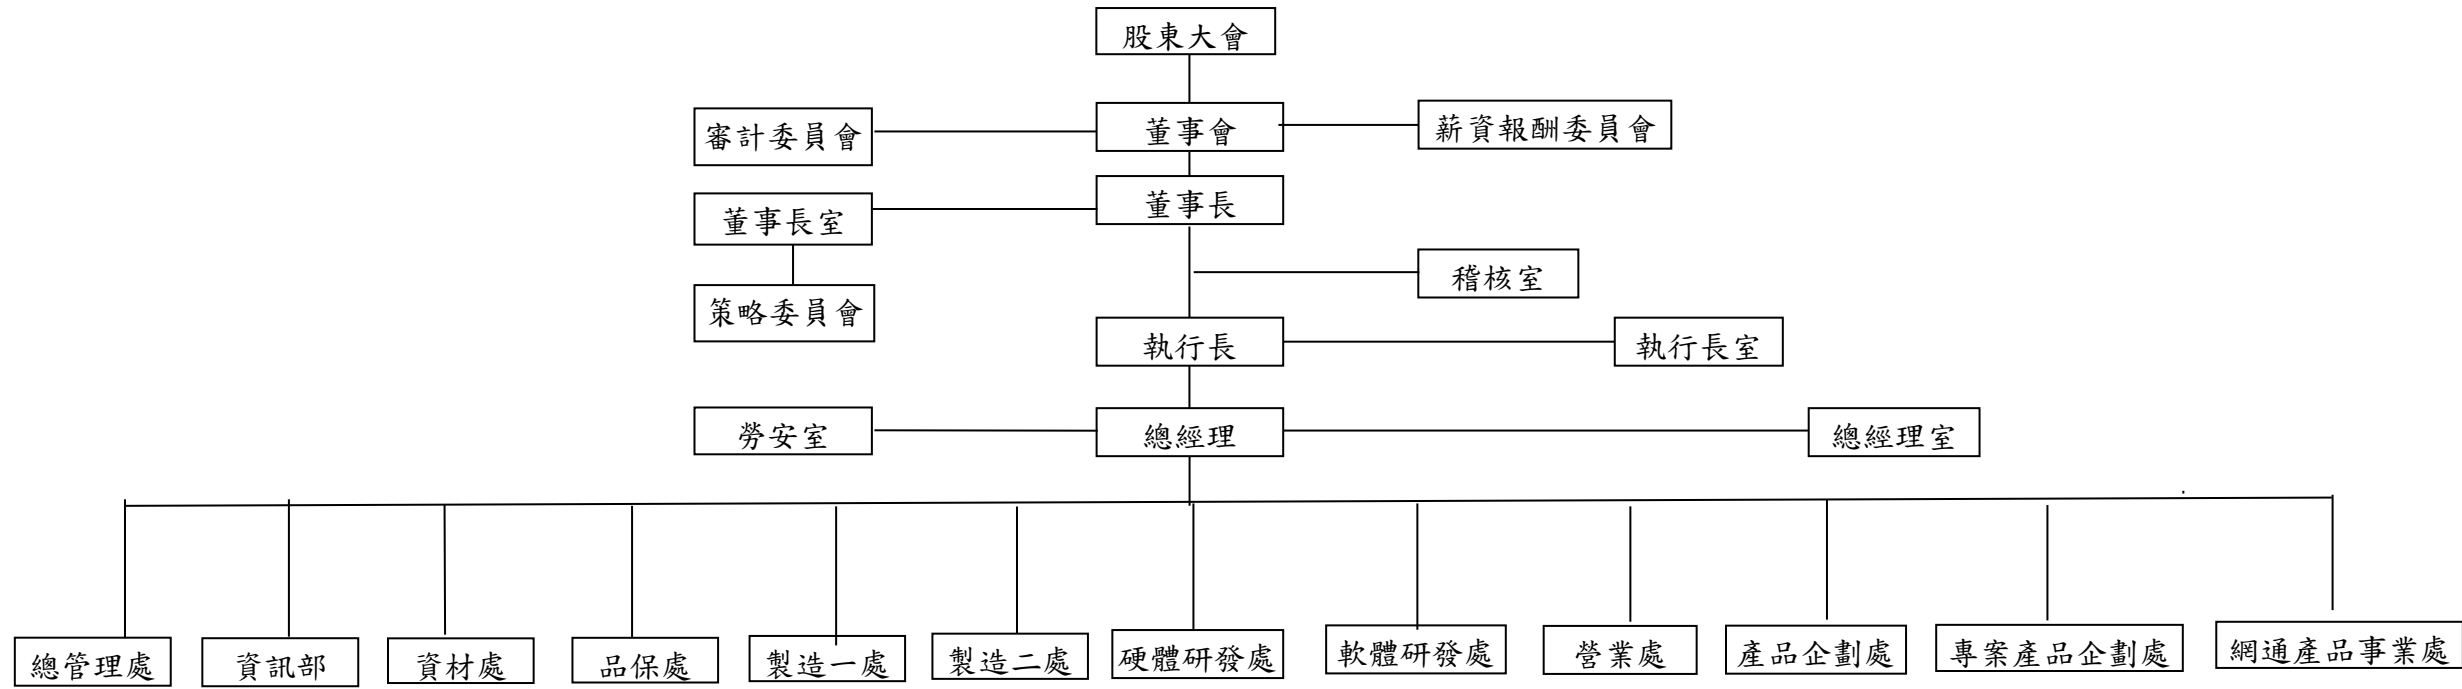 股東大會
審計委員會
董事會
薪資報酬委員會
董事長室
董事長
策略委員會
稽核室
執行長
執行長室
勞安室
總經理
總經理室
總管理處
資訊部
資材處
品保處
製造一處
製造二處
硬體研發處
軟體研發處
營業處
產品企劃處
專案產品企劃處
網通產品事業處